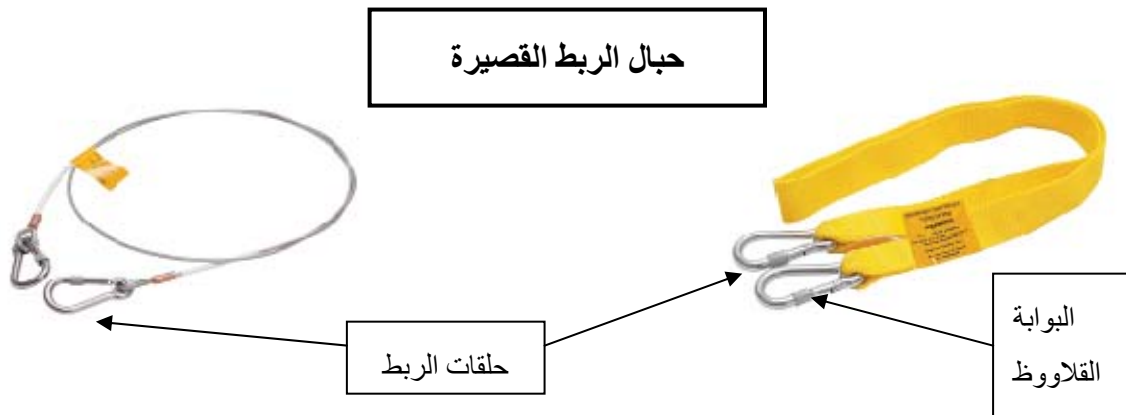 حبال الربط القصيرة
حلقات الربط
البوابة
القلاووظ